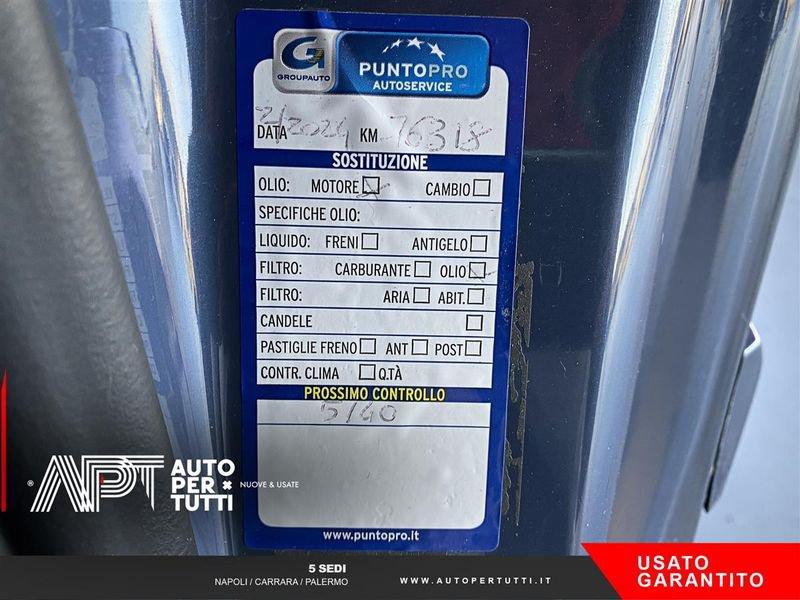 G
GROUPAUTO
PUNTOPRO
AUTOSERVICE
DATA 2/2024 KM 76318
SOSTITUZIONE
OLIO: MOTORE CAMBIO
SPECIFICHE OLIO:
LIQUIDO: FRENI ANTIGELO
FILTRO: CARBURANTE OLIO
FILTRO: ARIA ABIT.
CANDELE
PASTIGLIE FRENO ANT POST
CONTR. CLIMA Q.TÀ
PROSSIMO CONTROLLO
5/40
www.puntopro.it
® APT AUTO
PER
TUTTI
NUOVE & USATE
5 SEDI
NAPOLI / CARRARA / PALERMO
WWW.AUTOPERTUTTI.IT
USATO
GARANTITO